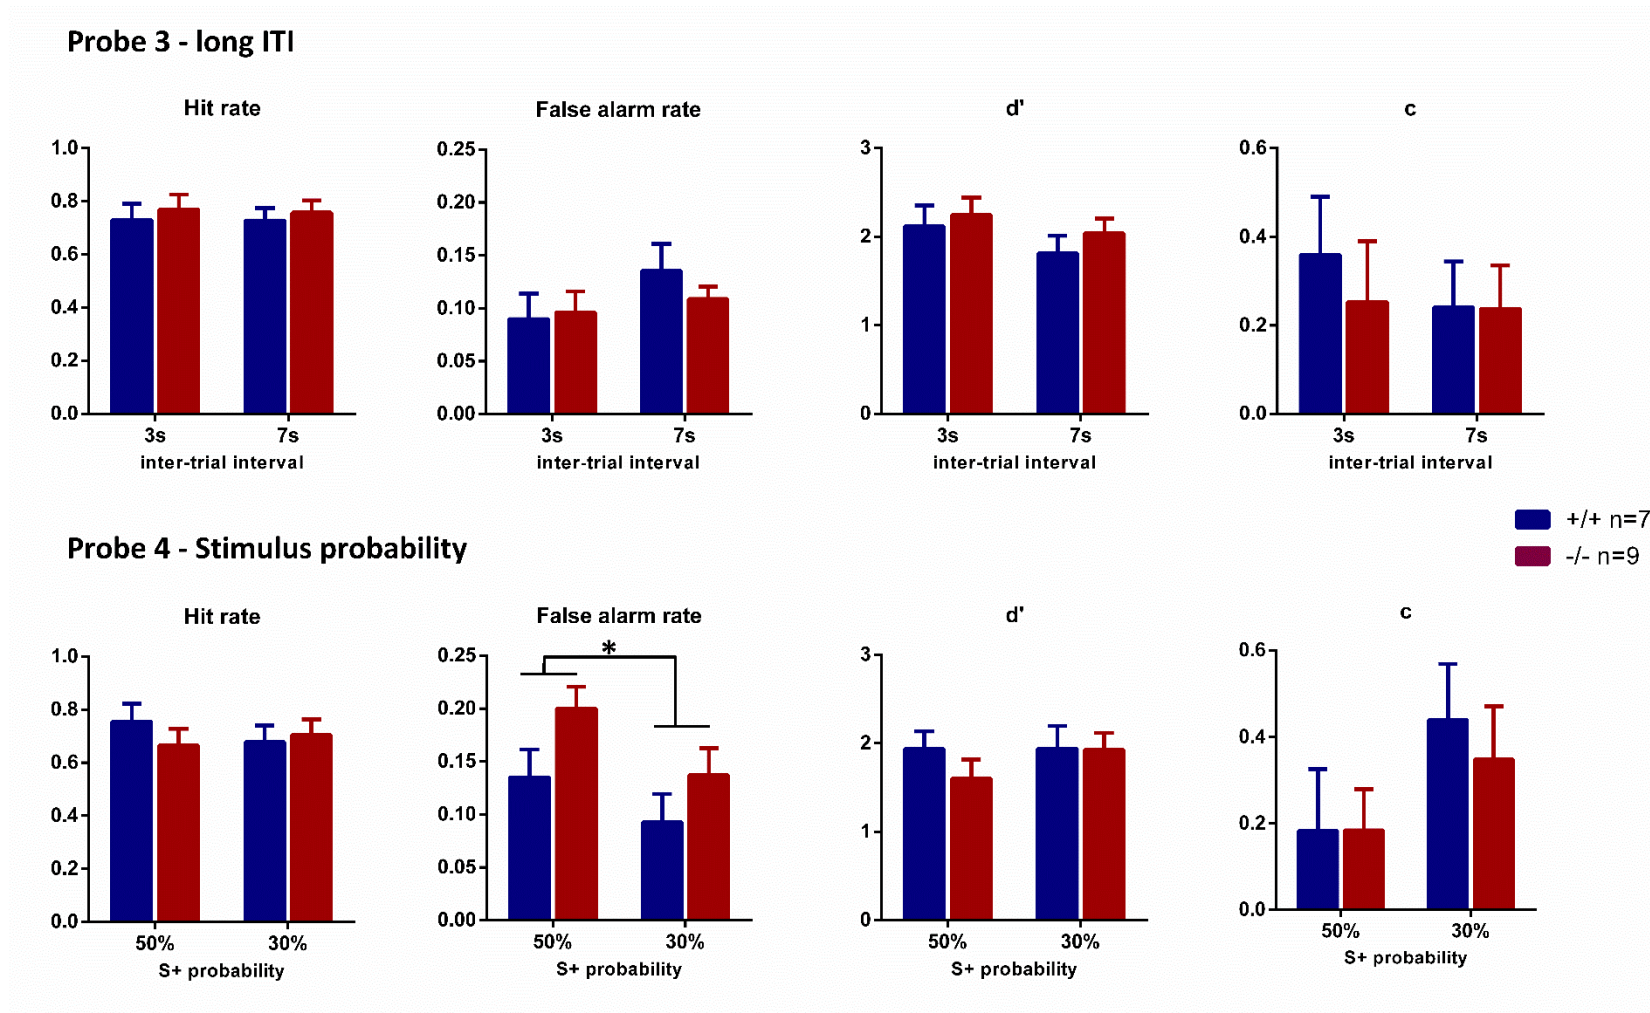 Probe 3 - long ITI
Hit rate
False alarm rate
d'
c
1.0
0.8
0.6
0.4
0.2
0.0
3s
7s
inter-trial interval
0.25
0.20
0.15
0.10
0.05
0.00
3s
7s
inter-trial interval
3
2
1
0
3s
7s
inter-trial interval
0.6
0.4
0.2
0.0
3s
7s
inter-trial interval
+/+ n=7
-/- n=9
Probe 4 - Stimulus probability
Hit rate
False alarm rate
d'
c
1.0
0.8
0.6
0.4
0.2
0.0
50%
30%
S+ probability
0.25
0.20
0.15
0.10
0.05
0.00
*
50%
30%
S+ probability
3
2
1
0
50%
30%
S+ probability
0.6
0.4
0.2
0.0
50%
30%
S+ probability